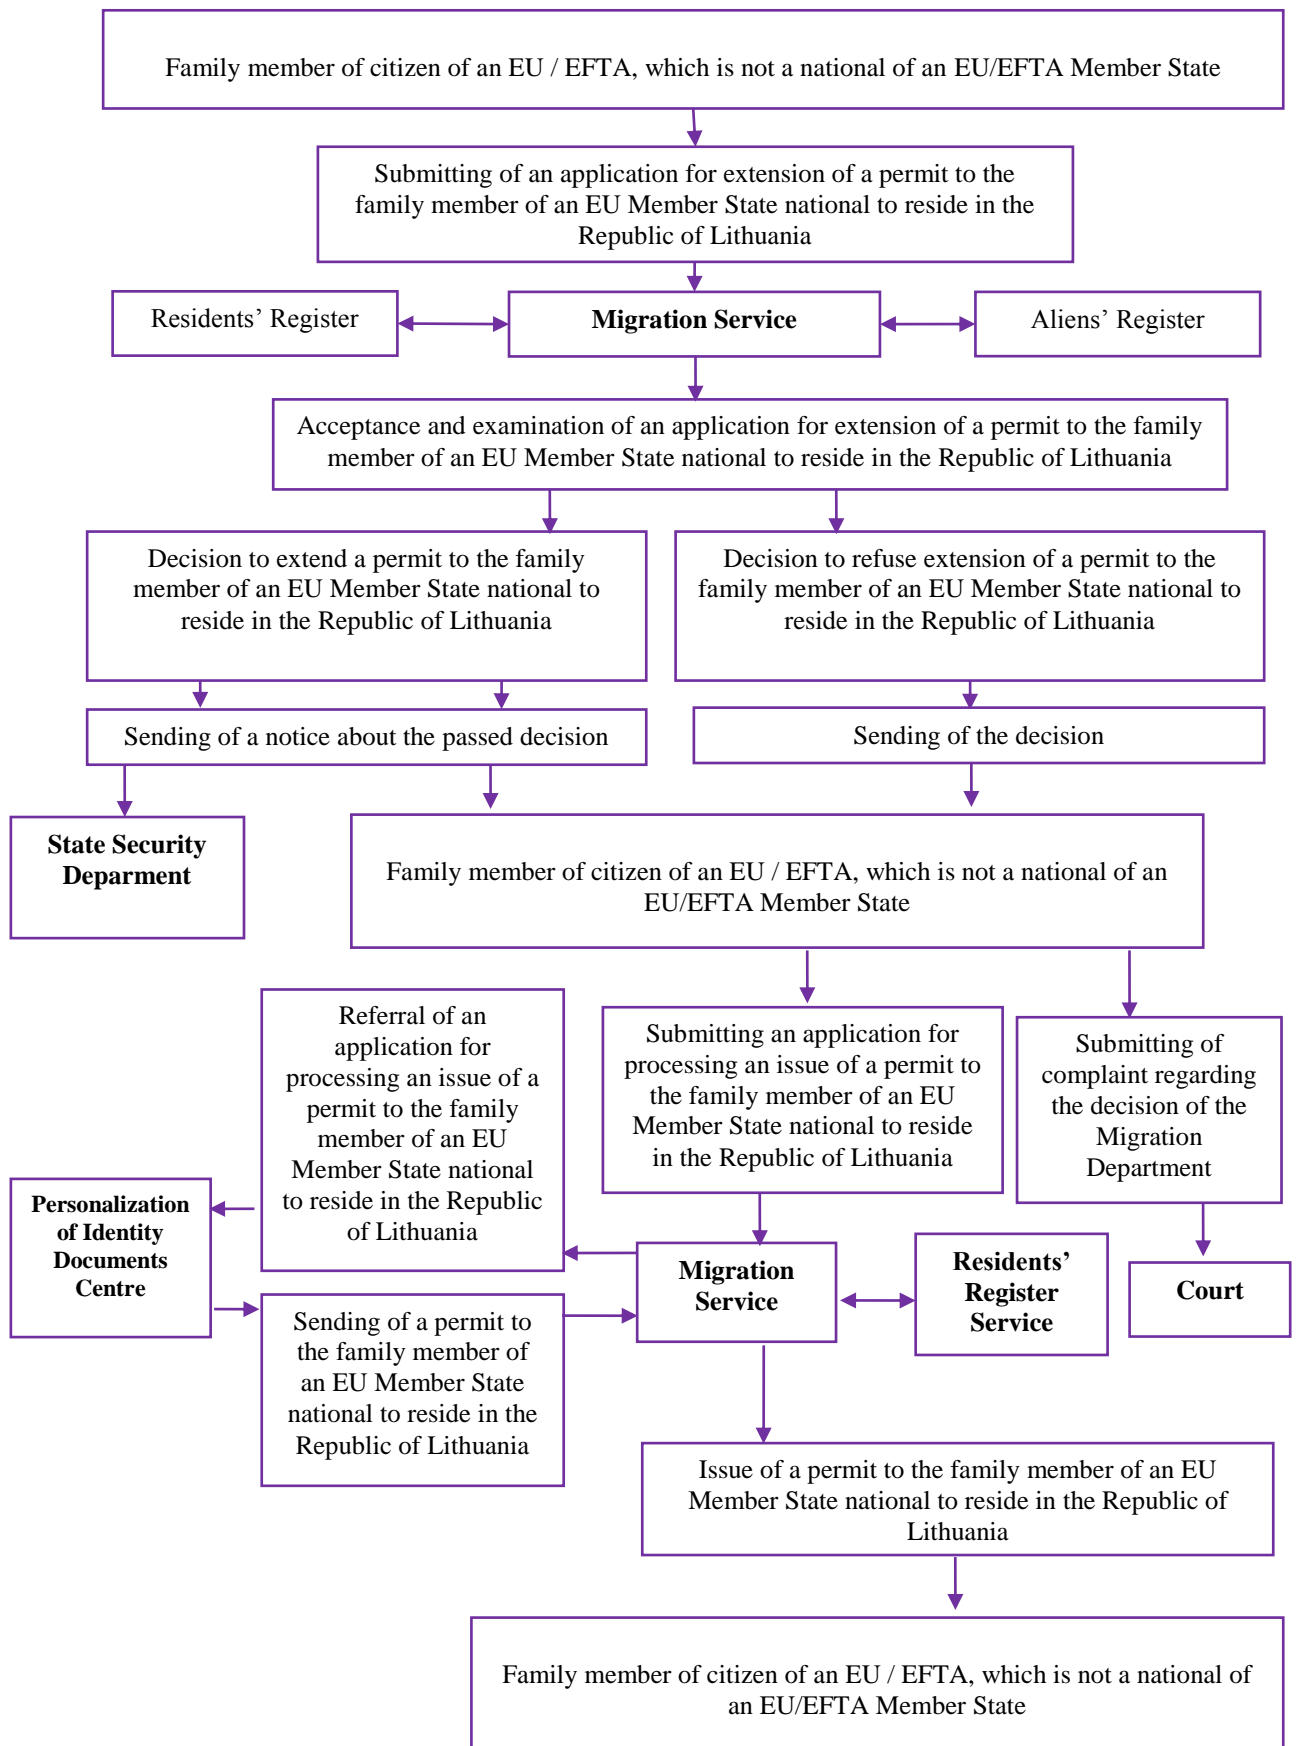 Family member of citizen of an EU / EFTA, which is not a national of an EU/EFTA Member State
Submitting of an application for extension of a permit to the
family member of an EU Member State national to reside in the
Republic of Lithuania
Residents’ Register
Migration Service
Aliens’ Register
Acceptance and examination of an application for extension of a permit to the family
member of an EU Member State national to reside in the Republic of Lithuania
Decision to extend a permit to the family
member of an EU Member State national to
reside in the Republic of Lithuania
Decision to refuse extension of a permit to the
family member of an EU Member State national to
reside in the Republic of Lithuania
Sending of a notice about the passed decision
Sending of the decision
State Security
Deparment
Family member of citizen of an EU / EFTA, which is not a national of an
EU/EFTA Member State
Referral of an
application for
processing an issue of a
permit to the family
member of an EU
Member State national
to reside in the Republic
of Lithuania
Submitting an application for
processing an issue of a permit to
the family member of an EU
Member State national to reside
in the Republic of Lithuania
Submitting of
complaint regarding
the decision of the
Migration
Department
Personalization
of Identity
Documents
Centre
Migration
Service
Residents’
Register
Service
Court
Sending of a permit to
the family member of
an EU Member State
national to reside in the
Republic of Lithuania
Issue of a permit to the family member of an EU
Member State national to reside in the Republic of
Lithuania
Family member of citizen of an EU / EFTA, which is not a national of
an EU/EFTA Member State